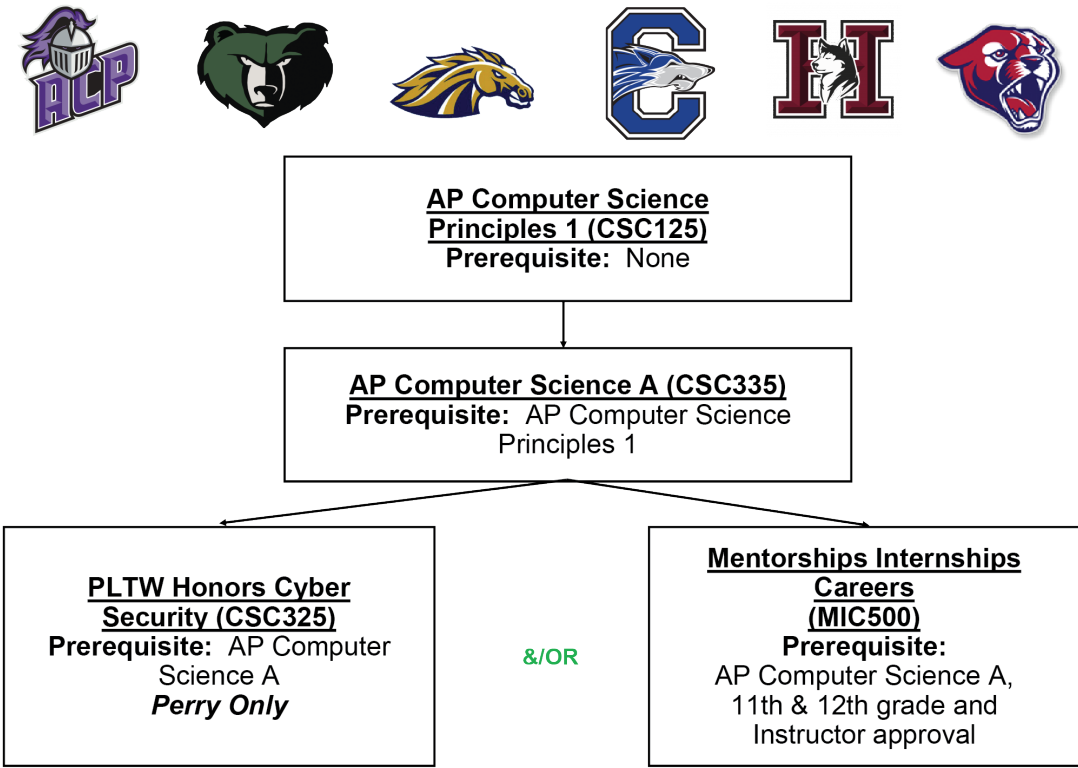 ACP
C
H
AP Computer Science
Principles 1 (CSC125)
Prerequisite: None
AP Computer Science A (CSC335)
Prerequisite: AP Computer Science
Principles 1
PLTW Honors Cyber
Security (CSC325)
Prerequisite: AP Computer
Science A
Perry Only
&/OR
Mentorships Internships
Careers
(MIC500)
Prerequisite:
AP Computer Science A,
11th & 12th grade and
Instructor approval